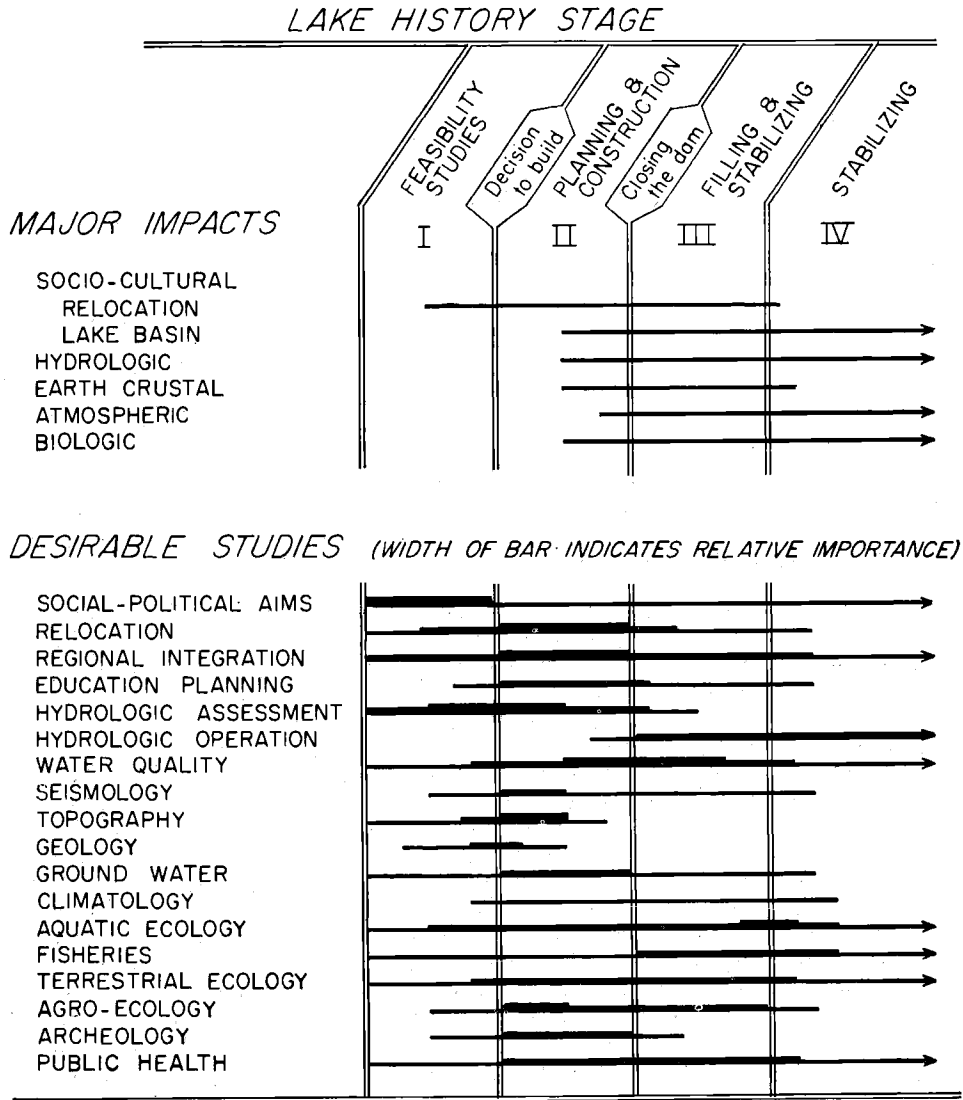 LAKE HISTORY STAGE
FEASIBILITY
STUDIES
Decision
to build
PLANNING &
CONSTRUCTION
Closing
the dam
FILLING &
STABILIZING
STABILIZING
MAJOR IMPACTS
I II III IV
SOCIO-CULTURAL
RELOCATION
LAKE BASIN
HYDROLOGIC
EARTH CRUSTAL
ATMOSPHERIC
BIOLOGIC
DESIRABLE STUDIES (WIDTH OF BAR INDICATES RELATIVE IMPORTANCE)
SOCIAL-POLITICAL AIMS
RELOCATION
REGIONAL INTEGRATION
EDUCATION PLANNING
HYDROLOGIC ASSESSMENT
HYDROLOGIC OPERATION
WATER QUALITY
SEISMOLOGY
TOPOGRAPHY
GEOLOGY
GROUND WATER
CLIMATOLOGY
AQUATIC ECOLOGY
FISHERIES
TERRESTRIAL ECOLOGY
AGRO-ECOLOGY
ARCHEOLOGY
PUBLIC HEALTH